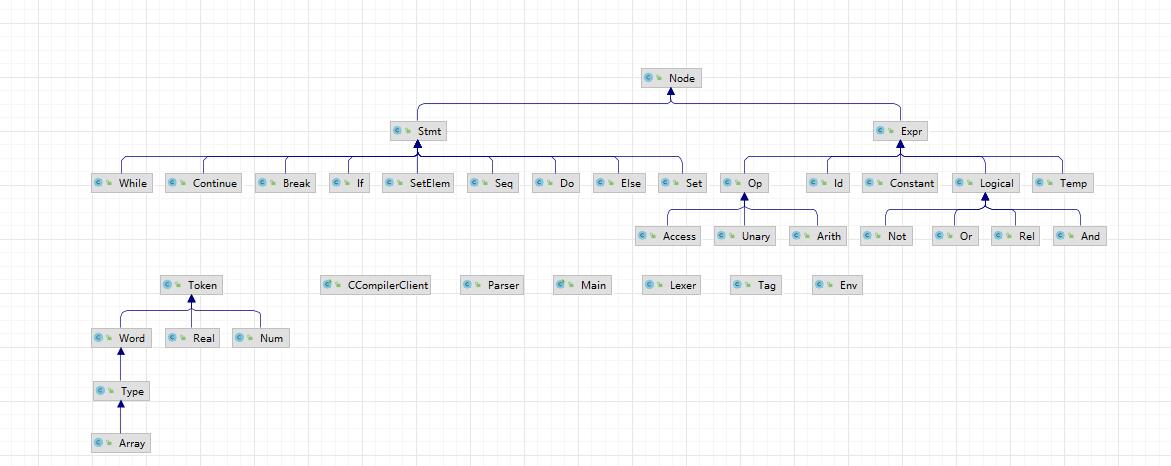 Node
Stmt Expr
While Continue Break If SetElem Seq Do Else Set Op Id Constant Logical Temp
Access Unary Arith Not Or Rel And
Token CCompilerClient Parser Main Lexer Tag Env
Word Real Num
Type
Array